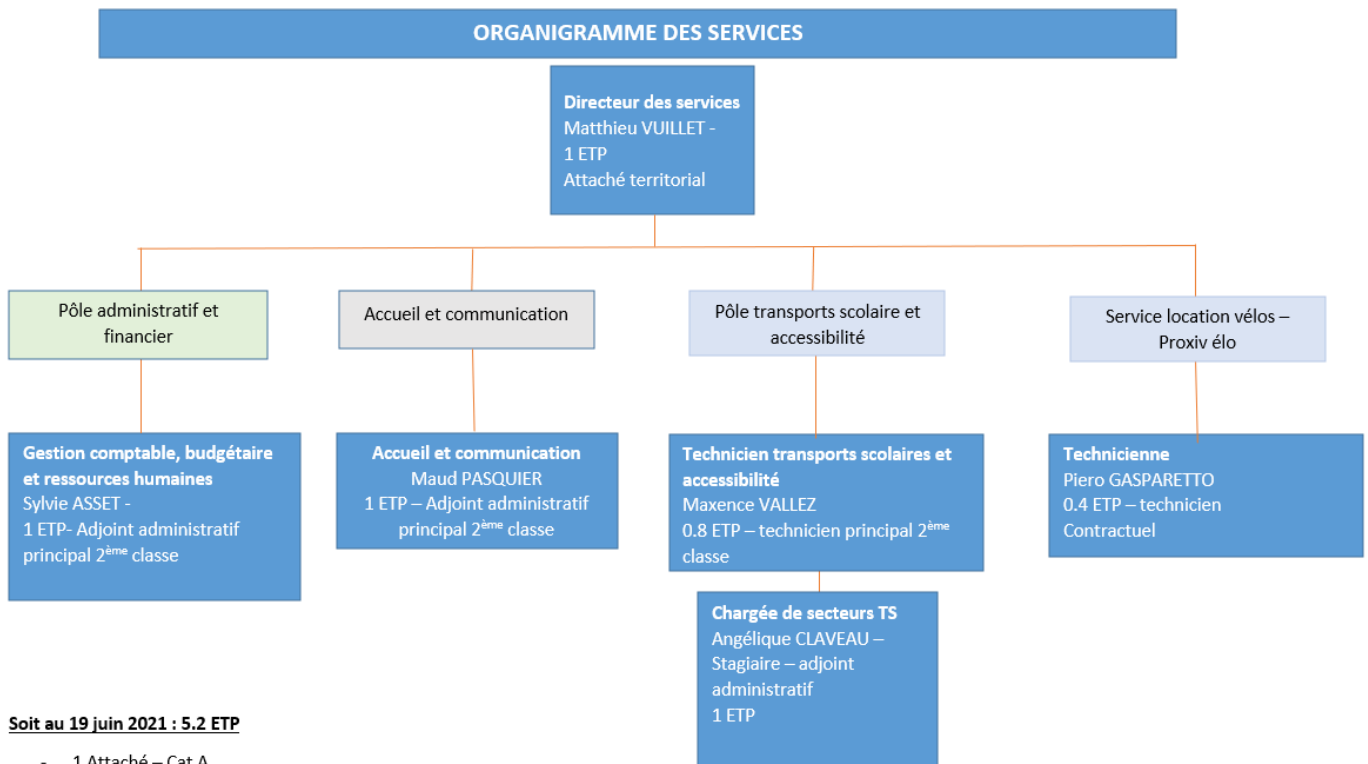 ORGANIGRAMME DES SERVICES
Directeur des services
Matthieu VUILLET -
1 ETP
Attaché territorial
Pôle administratif et
financier
Accueil et communication
Pôle transports scolaire et
accessibilité
Service location vélos –
Proxiv élo
Gestion comptable, budgétaire
et ressources humaines
Sylvie ASSET -
1 ETP- Adjoint administratif
principal 2ème classe
Accueil et communication
Maud PASQUIER
1 ETP – Adjoint administratif
principal 2ème classe
Technicien transports scolaires et
accessibilité
Maxence VALLEZ
0.8 ETP – technicien principal 2ème
classe
Technicienne
Piero GASPARETTO
0.4 ETP – technicien
Contractuel
Chargée de secteurs TS
Angélique CLAVEAU –
Stagiaire – adjoint
administratif
1 ETP
Soit au 19 juin 2021 : 5.2 ETP
- 1 Attaché – Cat A